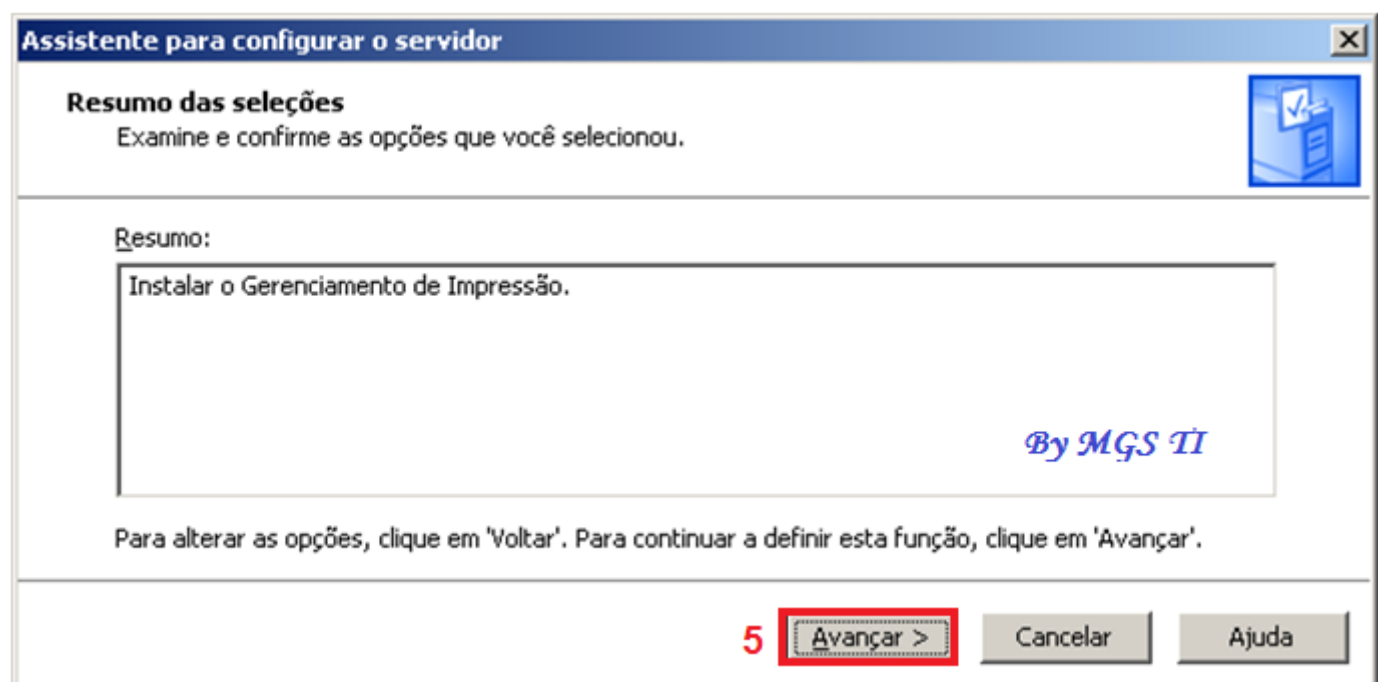 Assistente para configurar o servidor
Resumo das seleções
Examine e confirme as opções que você selecionou.
Resumo:
Instalar o Gerenciamento de Impressão.
By MGS TI
Para alterar as opções, clique em 'Voltar'. Para continuar a definir esta função, clique em 'Avançar'.
5 Avançar > Cancelar Ajuda